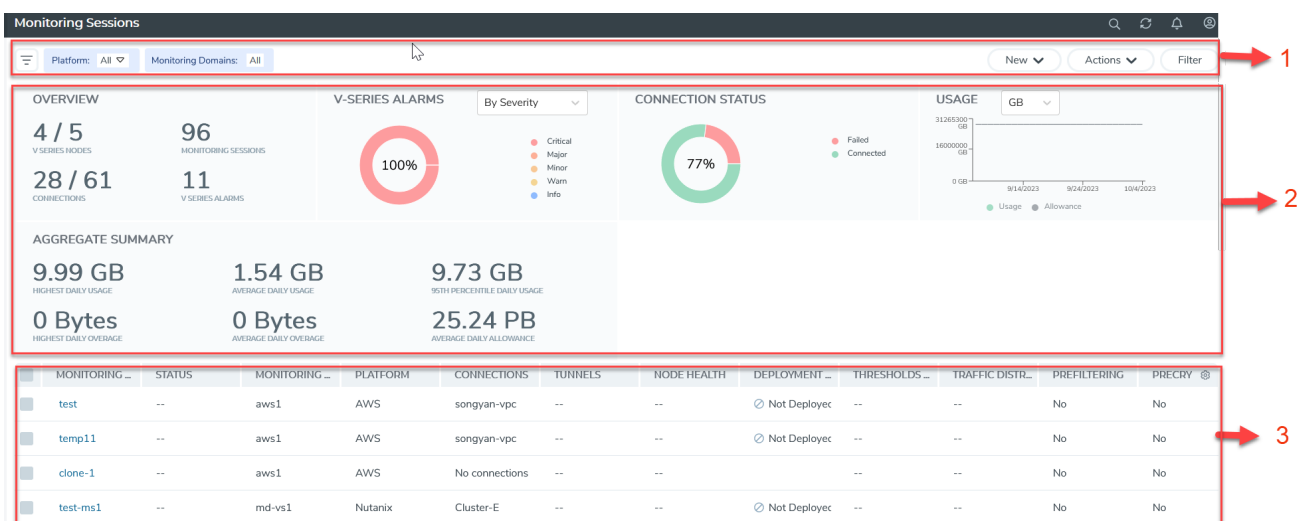 Monitoring Sessions
Platform: All Monitoring Domains: All New Actions Filter 1
OVERVIEW V-SERIES ALARMS By Severity CONNECTION STATUS USAGE GB
4 / 5 96
V SERIES NODES MONITORING SESSIONS
28 / 61 11
CONNECTIONS V SERIES ALARMS
100%
Critical
Major
Minor
Warn
Info
77%
Failed
Connected
31265300
GB
16000000
GB
0 GB
9/14/2023 9/24/2023 10/4/2023
Usage Allowance
2
AGGREGATE SUMMARY
9.99 GB 1.54 GB 9.73 GB
HIGHEST DAILY USAGE AVERAGE DAILY USAGE 95TH PERCENTILE DAILY USAGE
0 Bytes 0 Bytes 25.24 PB
HIGHEST DAILY OVERAGE AVERAGE DAILY OVERAGE AVERAGE DAILY ALLOWANCE
MONITORING ... STATUS MONITORING ... PLATFORM CONNECTIONS TUNNELS NODE HEALTH DEPLOYMENT ... THRESHOLDS ... TRAFFIC DISTR... PREFILTERING PRECRY
test -- aws1 AWS songyan-vpc -- -- Not Deployed -- -- No No
temp11 -- aws1 AWS songyan-vpc -- -- Not Deployed -- -- No No
3
clone-1 -- aws1 AWS No connections -- -- -- -- No No
test-ms1 -- md-vs1 Nutanix Cluster-E -- -- Not Deployed -- -- No No